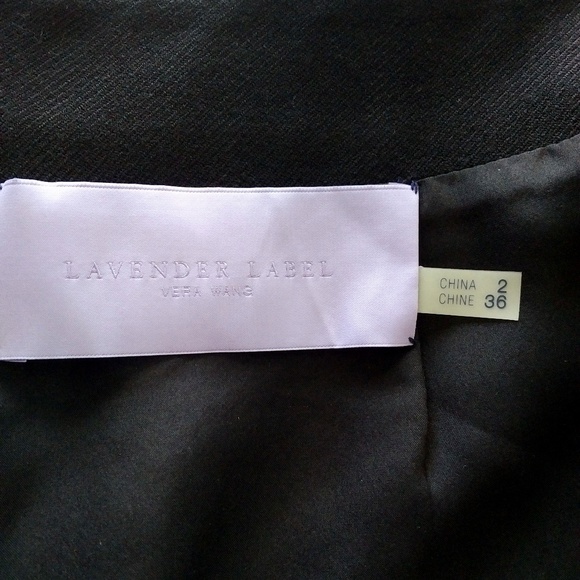 LAVENDER LABEL
VERA WANG
CHINA 2
CHINE 36